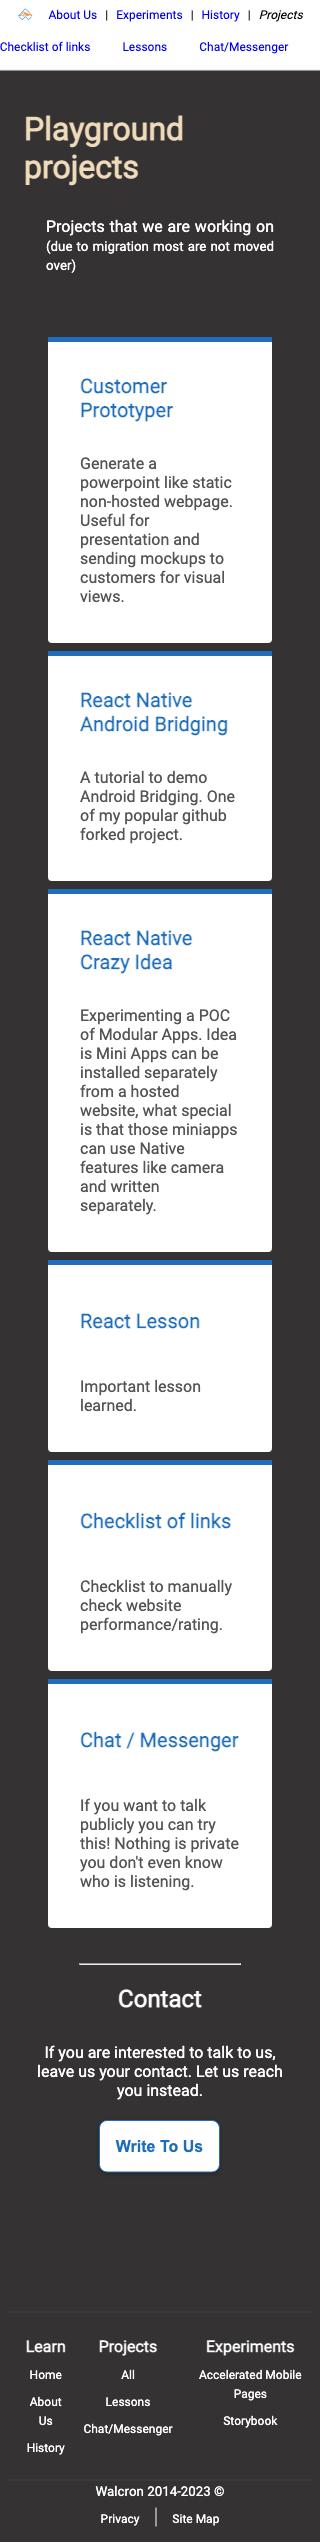 About Us | Experiments | History | Projects
Checklist of links Lessons Chat/Messenger
Playground
projects
Projects that we are working on
(due to migration most are not moved
over)
Customer
Prototyper
Generate a
powerpoint like static
non-hosted webpage.
Useful for
presentation and
sending mockups to
customers for visual
views.
React Native
Android Bridging
A tutorial to demo
Android Bridging. One
of my popular github
forked project.
React Native
Crazy Idea
Experimenting a POC
of Modular Apps. Idea
is Mini Apps can be
installed separately
from a hosted
website, what special
is that those miniapps
can use Native
features like camera
and written
separately.
React Lesson
Important lesson
learned.
Checklist of links
Checklist to manually
check website
performance/rating.
Chat / Messenger
If you want to talk
publicly you can try
this! Nothing is private
you don't even know
who is listening.
Contact
If you are interested to talk to us,
leave us your contact. Let us reach
you instead.
Write To Us
Learn
Home
About
Us
History
Projects
All
Lessons
Chat/Messenger
Experiments
Accelerated Mobile
Pages
Storybook
Walcron 2014-2023 ©
Privacy | Site Map